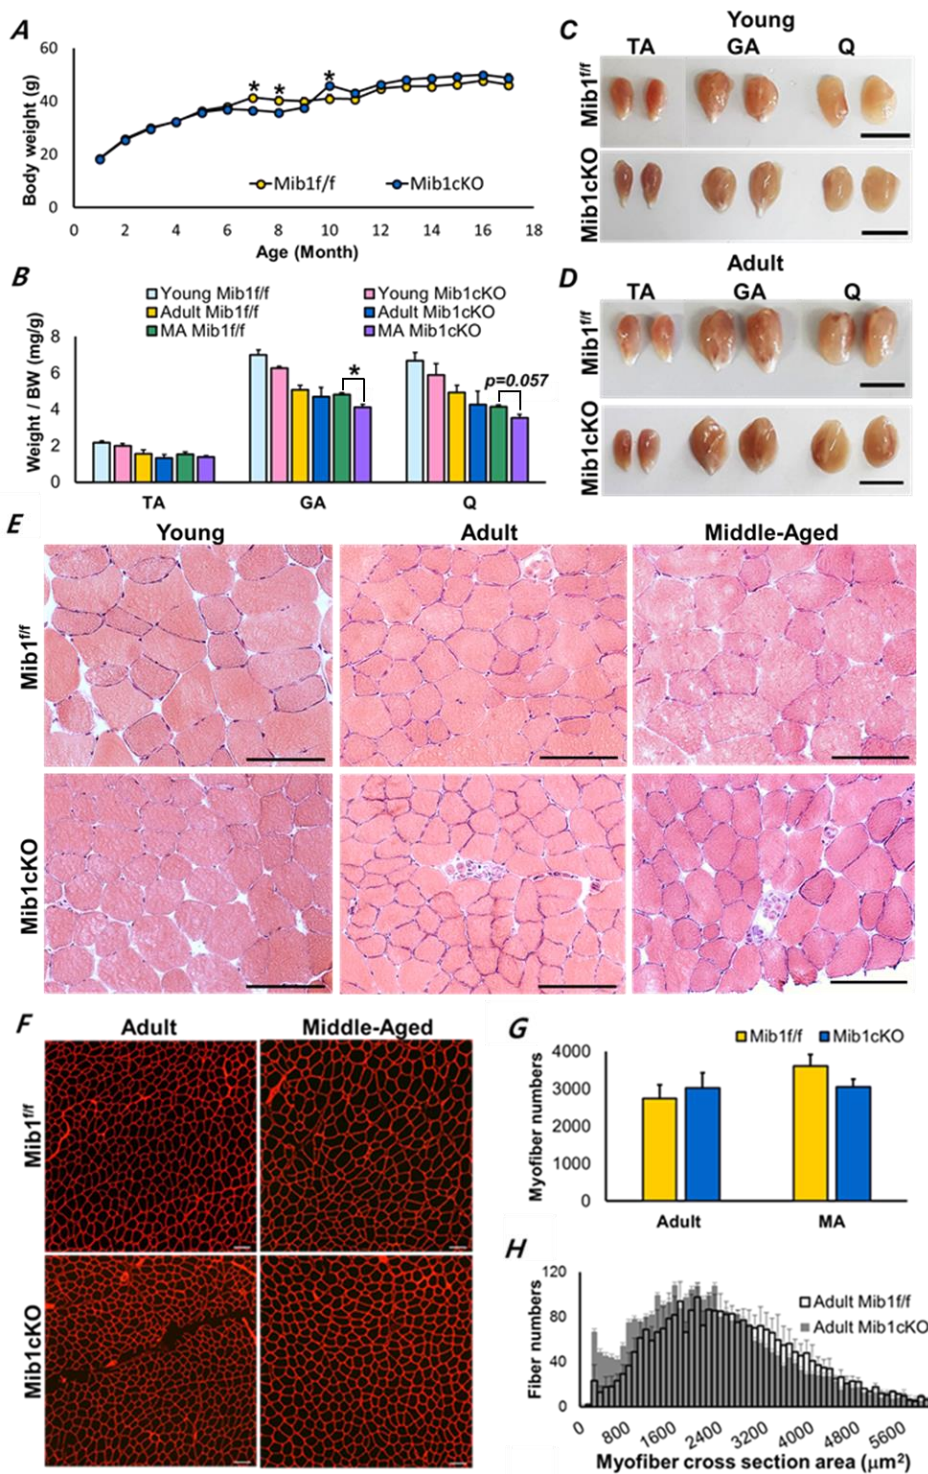 A
60
40
20
0
Body weight (g)
*
*
*
Mib1f/f
Mib1cKO
0 2 4 6 8 10 12 14 16 18
Age (Month)
B
Young Mib1f/f
Young Mib1cKO
Adult Mib1f/f
Adult Mib1cKO
MA Mib1f/f
MA Mib1cKO
8
6
4
2
0
Weight / BW (mg/g)
*
p=0.057
TA GA Q
C
Young
TA GA Q
Mib1f/f
Mib1cKO
D
Adult
TA GA Q
Mib1f/f
Mib1cKO
E
Young Adult Middle-Aged
Mib1f/f
Mib1cKO
F
Adult Middle-Aged
Mib1f/f
Mib1cKO
G
Mib1f/f
Mib1cKO
4000
3000
2000
1000
0
Myofiber numbers
Adult MA
H
120
80
40
0
Fiber numbers
Adult Mib1f/f
Adult Mib1cKO
0 800 1600 2400 3200 4000 4800 5600
Myofiber cross section area (μm²)